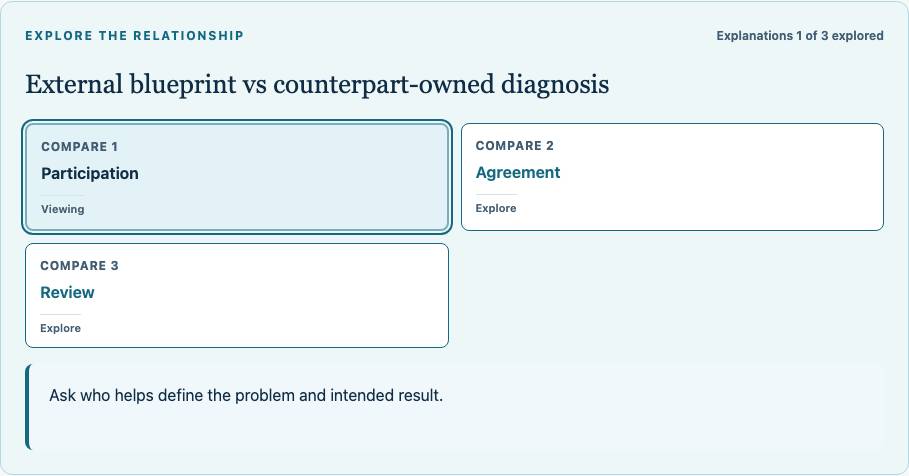 EXPLORE THE RELATIONSHIP
Explanations 1 of 3 explored
External blueprint vs counterpart-owned diagnosis
COMPARE 1
Participation
Viewing
COMPARE 2
Agreement
Explore
COMPARE 3
Review
Explore
Ask who helps define the problem and intended result.